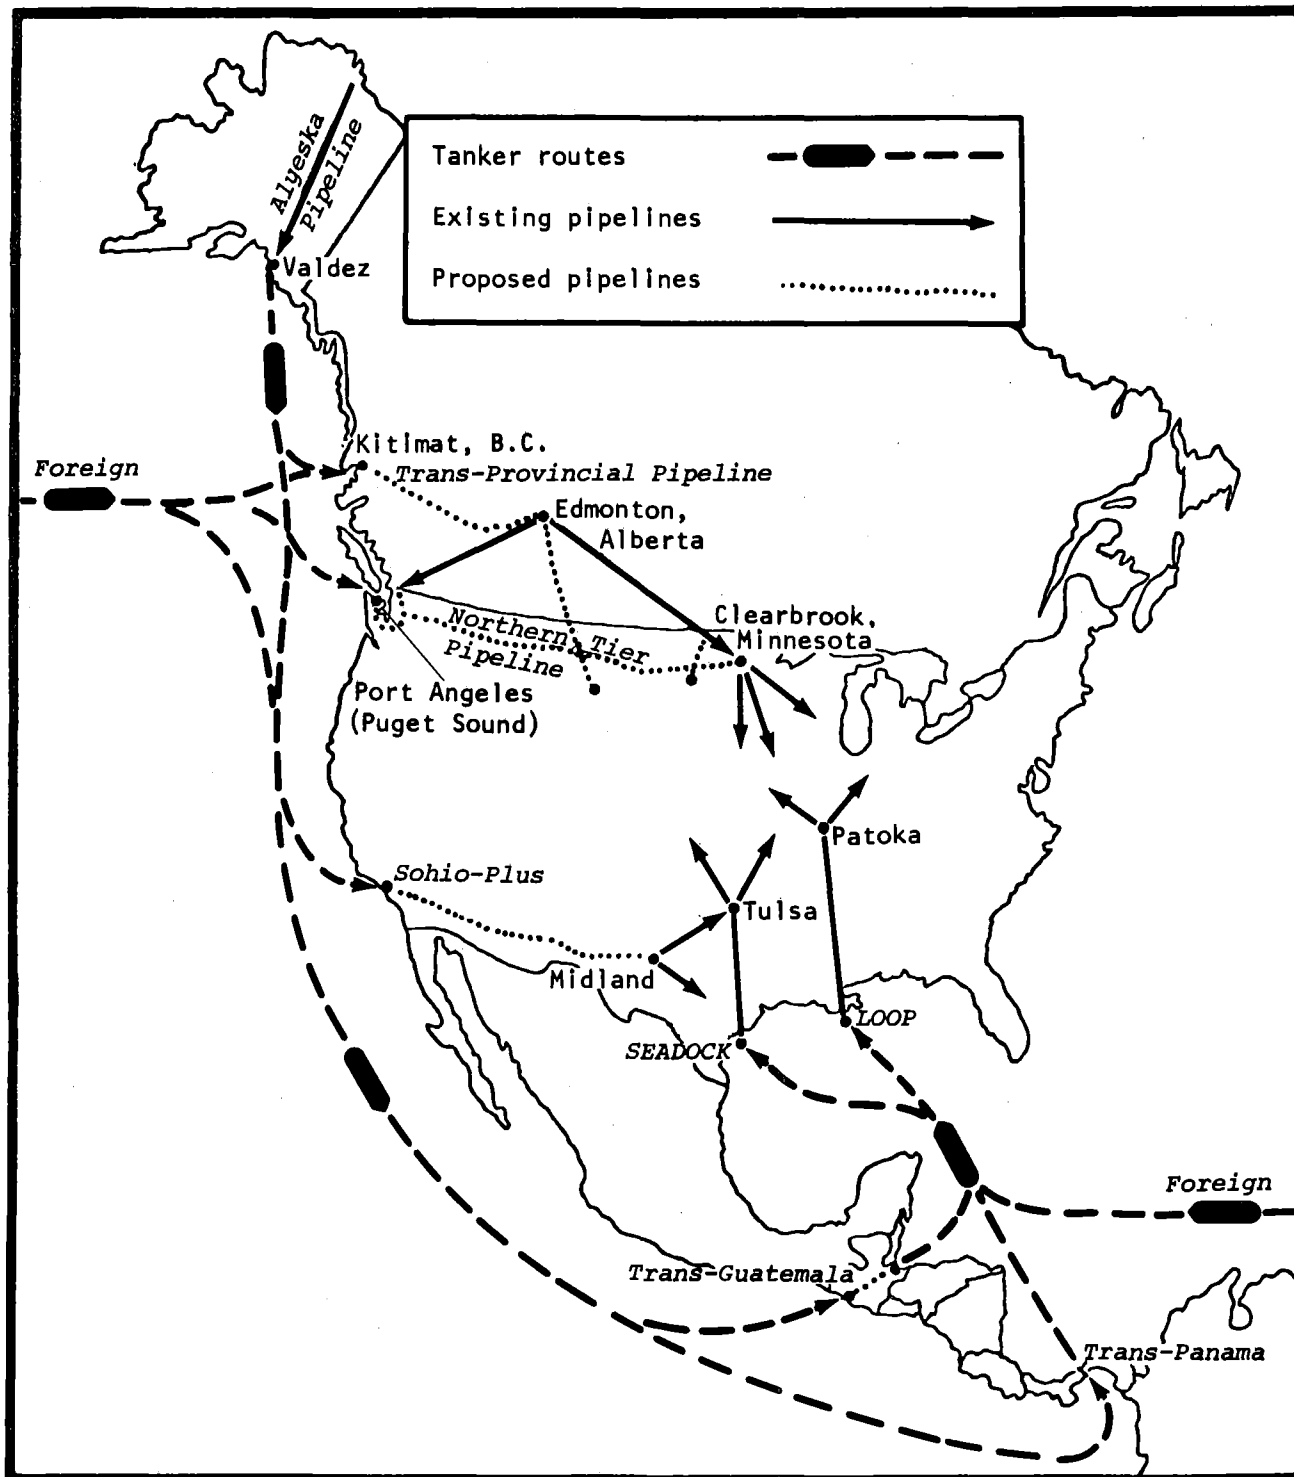 Alyeska
Pipeline
Tanker routes
Existing pipelines
Proposed pipelines
Valdez
Kitimat, B.C.
Foreign
Trans-Provincial Pipeline
Edmonton,
Alberta
Clearbrook,
Minnesota
Northern Tier
Pipeline
Port Angeles
(Puget Sound)
Patoka
Sohio-Plus
Tulsa
Midland
LOOP
SEADOCK
Foreign
Trans-Guatemala
Trans-Panama